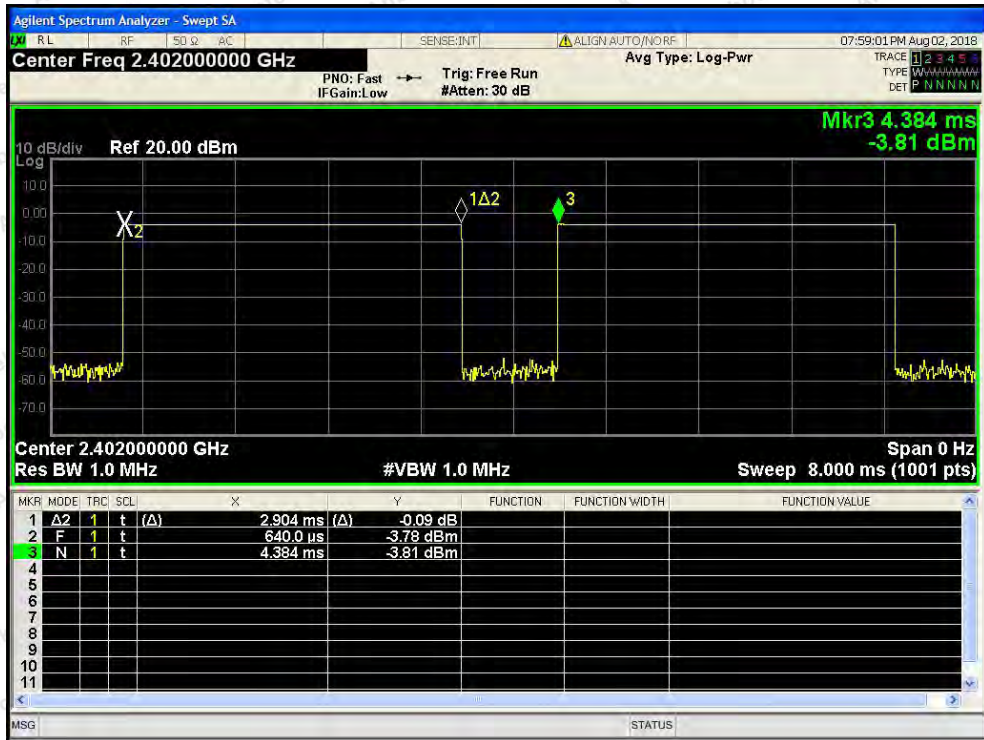 Agilent Spectrum Analyzer - Swept SA
LXI RL RF 50 Ω AC SENSE:INT ALIGN AUTO/NO RF 07:59:01 PM Aug 02, 2018
Center Freq 2.402000000 GHz Avg Type: Log-Pwr TRACE 1 2 3 4 5 6
PNO: Fast Trig: Free Run TYPE
IFGain:Low #Atten: 30 dB DET P N N N N N
Mkr3 4.384 ms
10 dB/div Ref 20.00 dBm -3.81 dBm
Log
10.0
1Δ2 3
0.00
2
-10.0
-20.0
-30.0
-40.0
-50.0
-60.0
-70.0
Center 2.402000000 GHz Span 0 Hz
Res BW 1.0 MHz #VBW 1.0 MHz Sweep 8.000 ms (1001 pts)
MKR MODE TRC SCL X Y FUNCTION FUNCTION WIDTH FUNCTION VALUE
1 Δ2 1 t (Δ) 2.904 ms (Δ) -0.09 dB
2 F 1 t 640.0 µs -3.78 dBm
3 N 1 t 4.384 ms -3.81 dBm
4
5
6
7
8
9
10
11
MSG STATUS